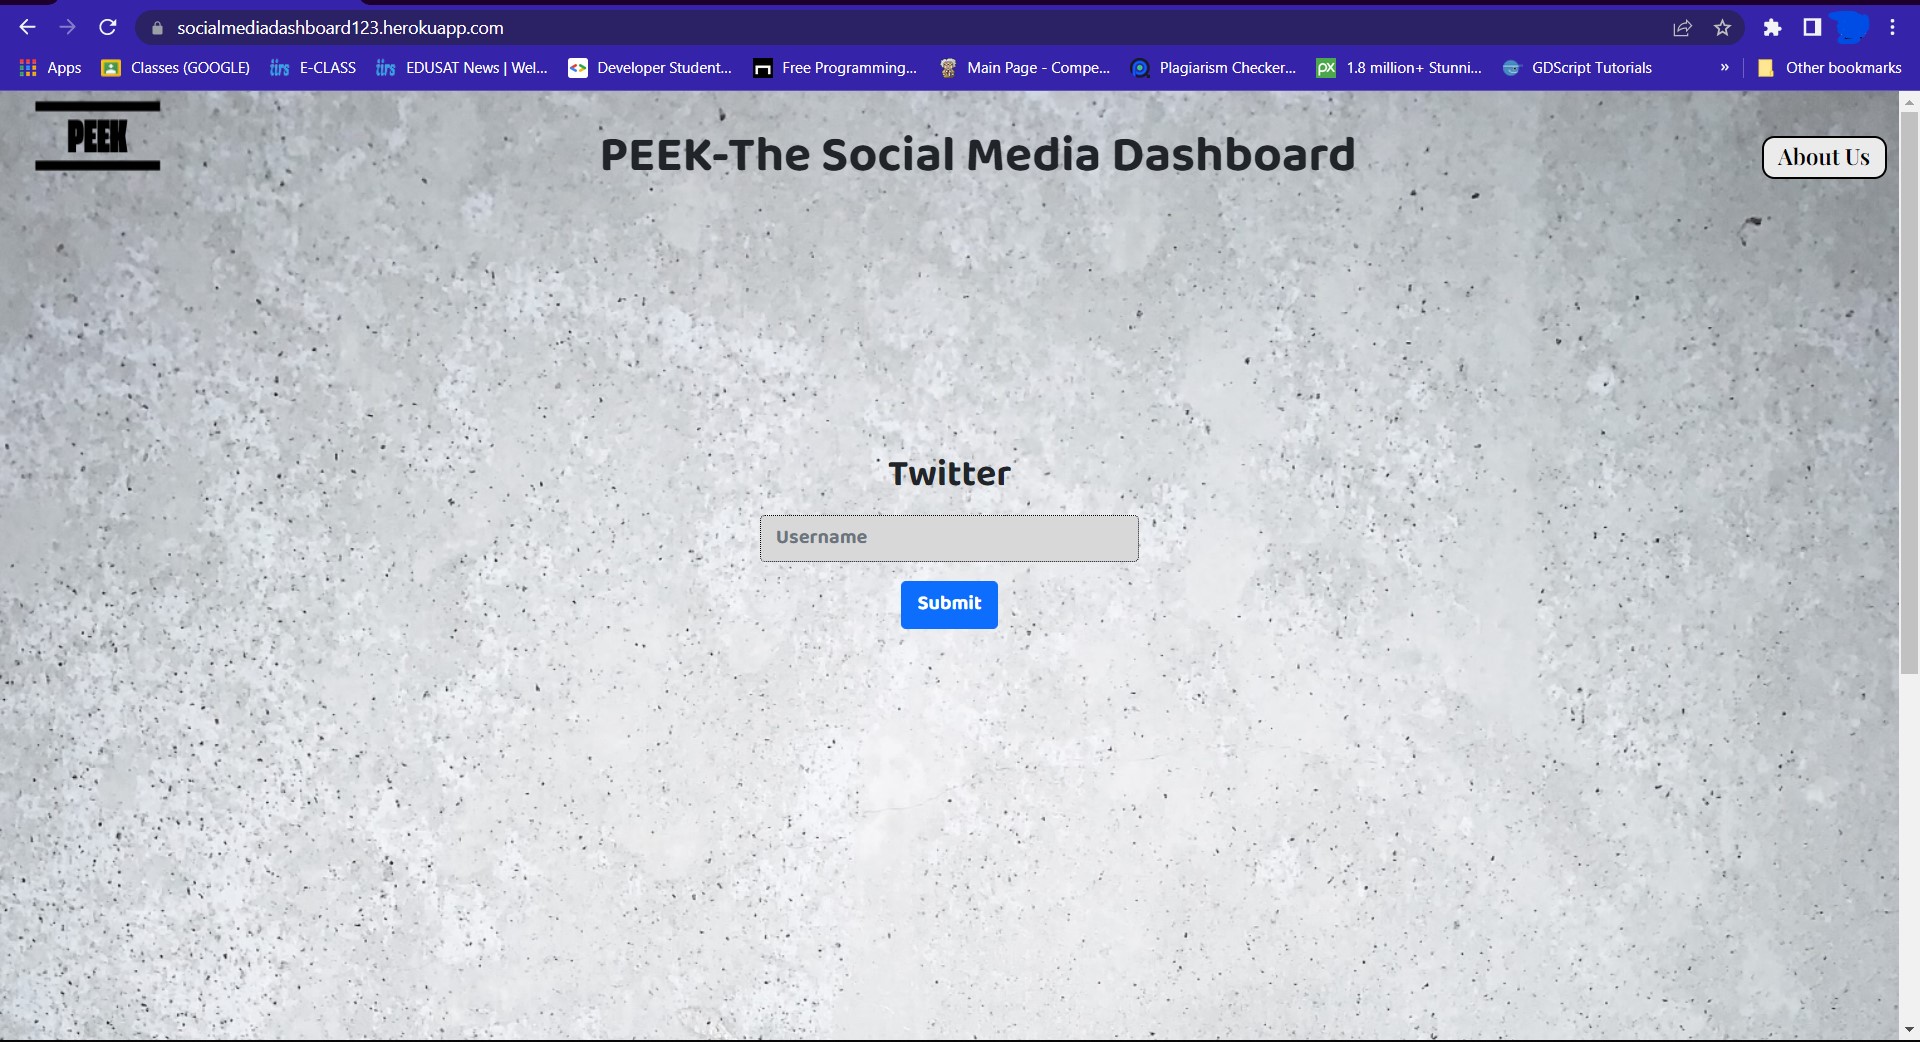 socialmediadashboard123.herokuapp.com
Apps Classes (GOOGLE) E-CLASS EDUSAT News | Wel... Developer Student... Free Programming... Main Page - Compe... Plagiarism Checker... 1.8 million+ Stunni... GDScript Tutorials » Other bookmarks
PEEK
PEEK-The Social Media Dashboard
About Us
Twitter
Username
Submit